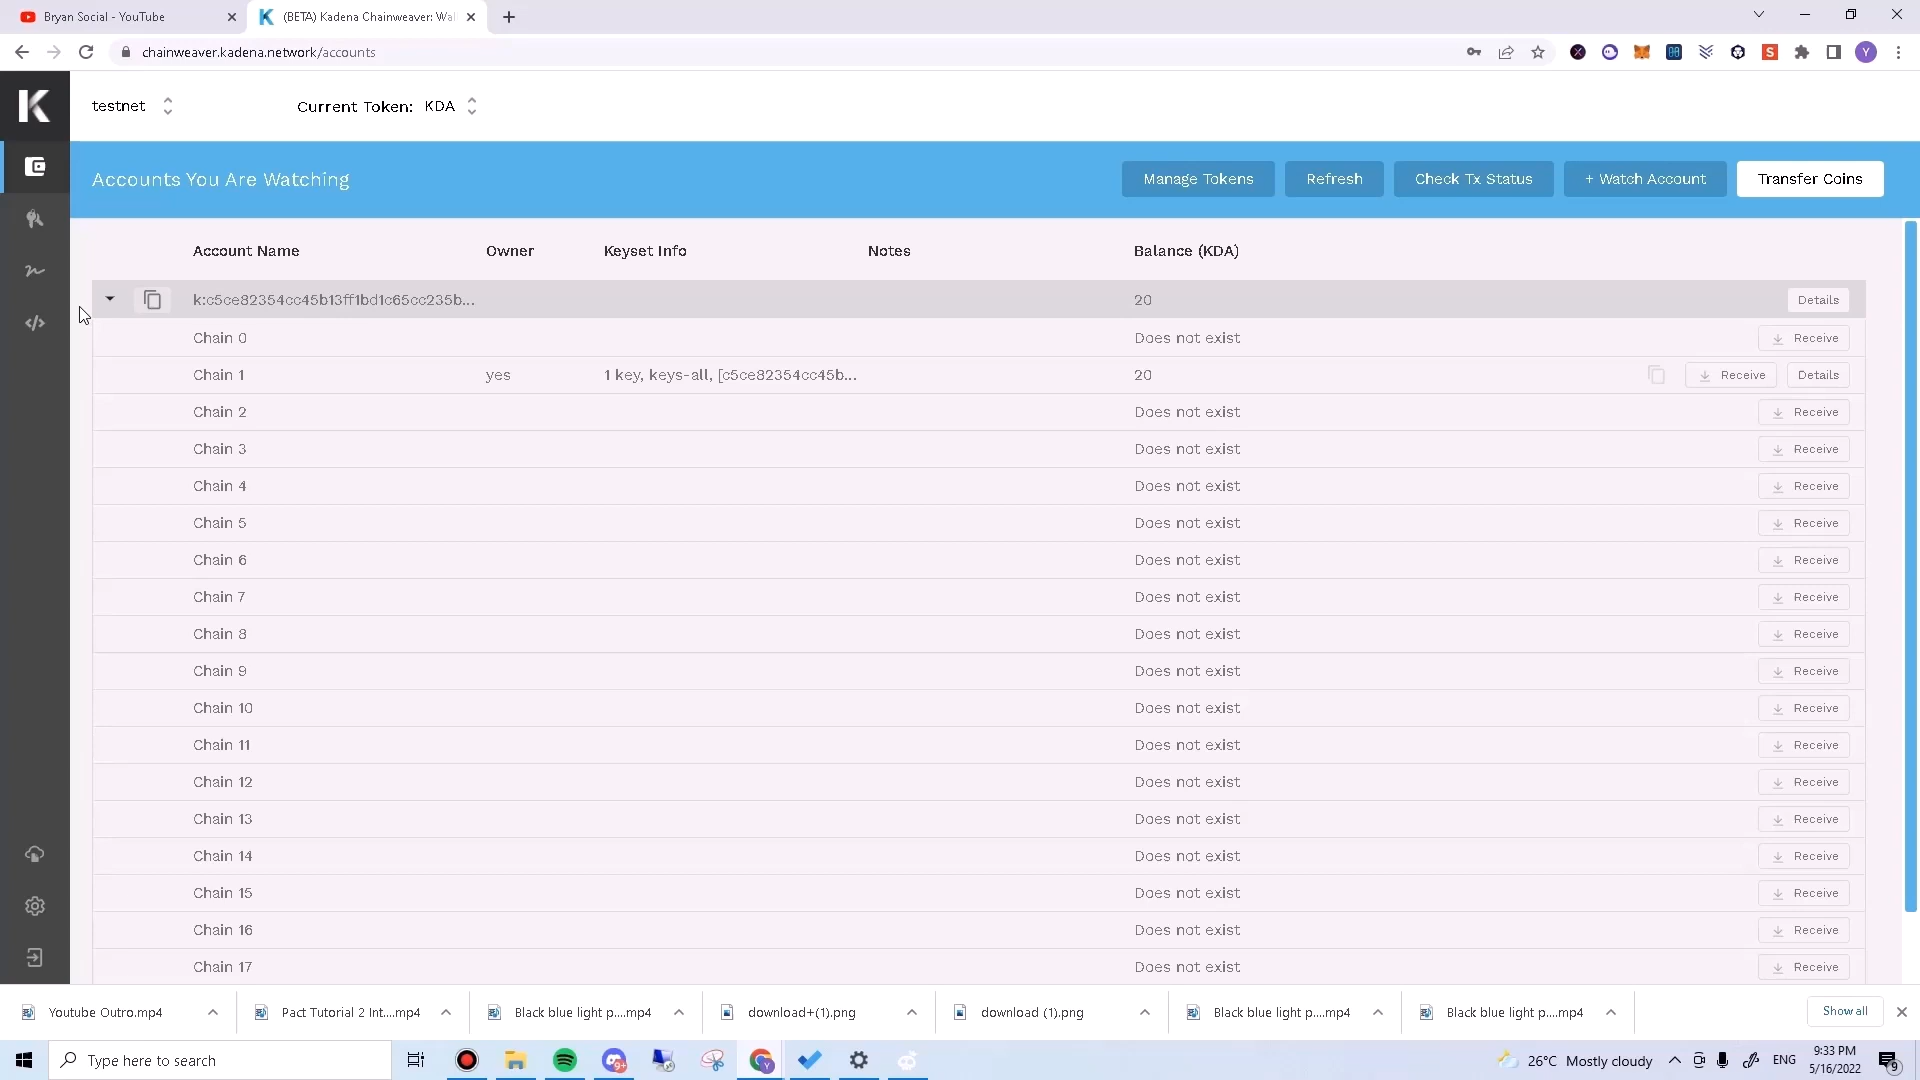 Bryan Social - YouTube
(BETA) Kadena Chainweaver: Wal
chainweaver.kadena.network/accounts
Y
testnet
Current Token: KDA
Accounts You Are Watching
Manage Tokens
Refresh
Check Tx Status
+ Watch Account
Transfer Coins
Account Name Owner Keyset Info Notes Balance (KDA)
k:c5ce82354cc45b13ff1bd1c65cc235b... 20 Details
Chain 0 Does not exist Receive
Chain 1 yes 1 key, keys-all, [c5ce82354cc45b... 20 Receive Details
Chain 2 Does not exist Receive
Chain 3 Does not exist Receive
Chain 4 Does not exist Receive
Chain 5 Does not exist Receive
Chain 6 Does not exist Receive
Chain 7 Does not exist Receive
Chain 8 Does not exist Receive
Chain 9 Does not exist Receive
Chain 10 Does not exist Receive
Chain 11 Does not exist Receive
Chain 12 Does not exist Receive
Chain 13 Does not exist Receive
Chain 14 Does not exist Receive
Chain 15 Does not exist Receive
Chain 16 Does not exist Receive
Chain 17 Does not exist Receive
Youtube Outro.mp4
Pact Tutorial 2 Int....mp4
Black blue light p....mp4
download+(1).png
download (1).png
Black blue light p....mp4
Black blue light p....mp4
Show all
Type here to search
9+
26°C Mostly cloudy
ENG
9:33 PM
5/16/2022
9